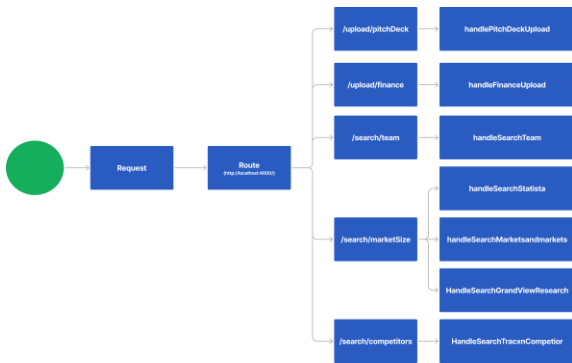 /upload/pitchDeck
handlePitchDeckUpload
/upload/finance
handleFinanceUpload
/search/team
handleSearchTeam
Request
Route
(http://localhost:4000/)
handleSearchStatista
/search/marketSize
handleSearchMarketsandmarkets
HandleSearchGrandViewResearch
/search/competitors
HandleSearchTracxnCompetior